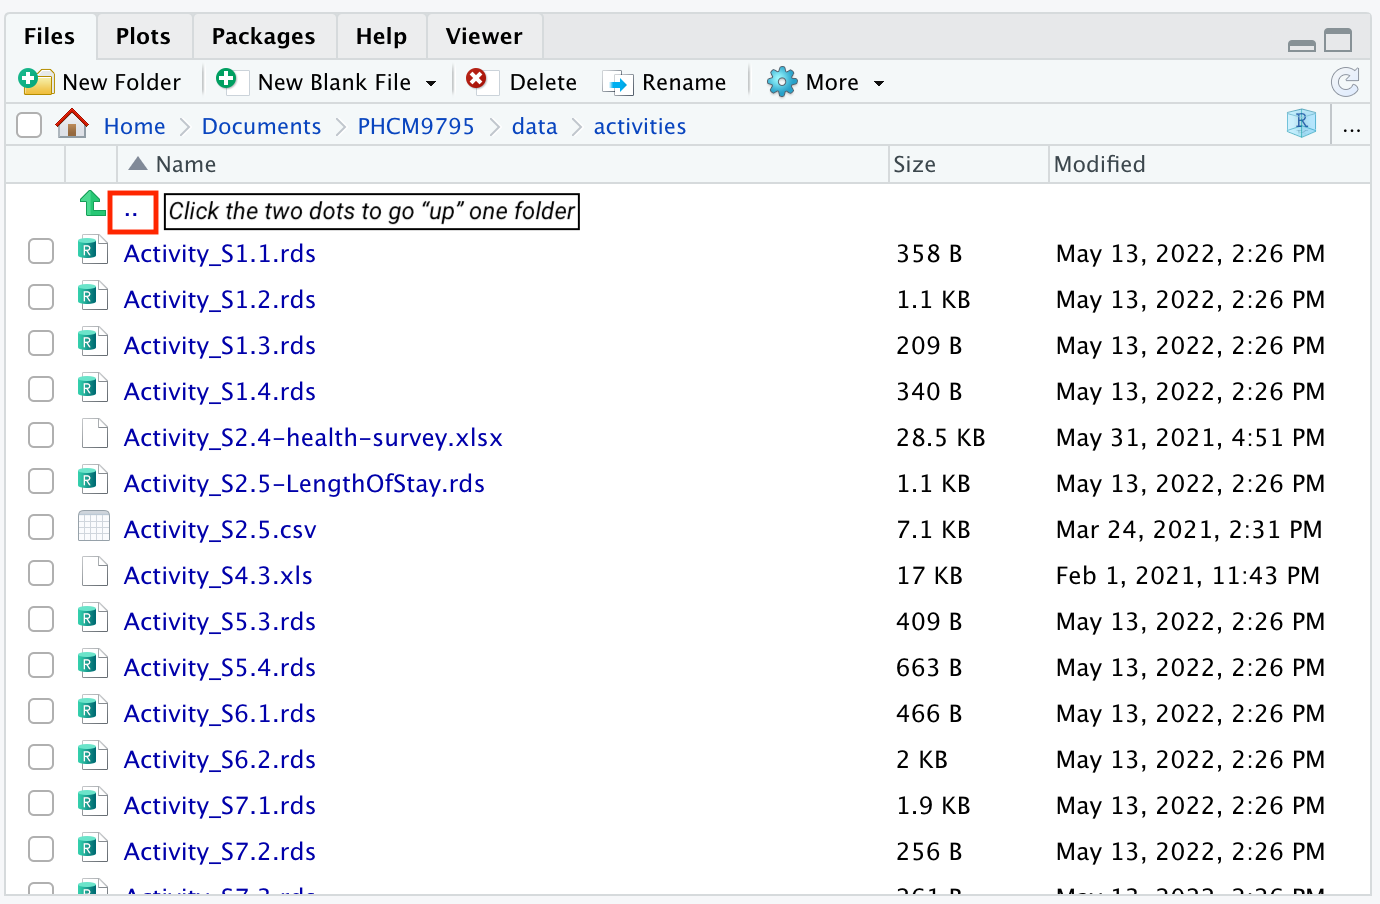 Files Plots Packages Help Viewer
New Folder New Blank File Delete Rename More
Home Documents PHCM9795 data activities R ...
Name Size Modified
.. Click the two dots to go “up” one folder
Activity_S1.1.rds 358 B May 13, 2022, 2:26 PM
Activity_S1.2.rds 1.1 KB May 13, 2022, 2:26 PM
Activity_S1.3.rds 209 B May 13, 2022, 2:26 PM
Activity_S1.4.rds 340 B May 13, 2022, 2:26 PM
Activity_S2.4-health-survey.xlsx 28.5 KB May 31, 2021, 4:51 PM
Activity_S2.5-LengthOfStay.rds 1.1 KB May 13, 2022, 2:26 PM
Activity_S2.5.csv 7.1 KB Mar 24, 2021, 2:31 PM
Activity_S4.3.xls 17 KB Feb 1, 2021, 11:43 PM
Activity_S5.3.rds 409 B May 13, 2022, 2:26 PM
Activity_S5.4.rds 663 B May 13, 2022, 2:26 PM
Activity_S6.1.rds 466 B May 13, 2022, 2:26 PM
Activity_S6.2.rds 2 KB May 13, 2022, 2:26 PM
Activity_S7.1.rds 1.9 KB May 13, 2022, 2:26 PM
Activity_S7.2.rds 256 B May 13, 2022, 2:26 PM